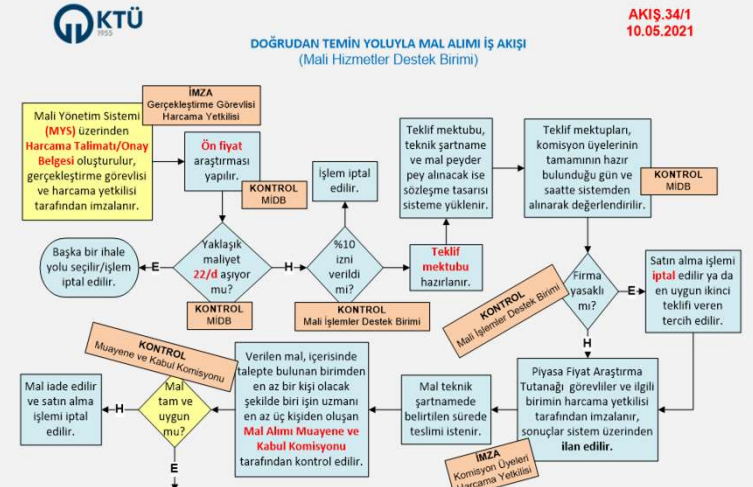 KTÜ
1955
AKIŞ.34/1
10.05.2021
DOĞRUDAN TEMİN YOLUYLA MAL ALIMI İŞ AKIŞI
(Mali Hizmetler Destek Birimi)
İMZA
Gerçekleştirme Görevlisi
Harcama Yetkilisi
Mali Yönetim Sistemi
(MYS) üzerinden
Harcama Talimatı/Onay
Belgesi oluşturulur,
gerçekleştirme görevlisi
ve harcama yetkilisi
tarafından imzalanır.
Ön fiyat
araştırması
yapılır.
KONTROL
MİDB
İşlem iptal
edilir.
Teklif mektubu,
teknik şartname
ve mal peyder
pey alınacak ise
sözleşme tasarısı
sisteme yüklenir.
Teklif mektupları,
komisyon üyelerinin
tamamının hazır
bulunduğu gün ve
saatte sistemden
alınarak değerlendirilir.
KONTROL
MİDB
Başka bir ihale
yolu seçilir/işlem
iptal edilir.
E
Yaklaşık
maliyet
22/d aşıyor
mu?
KONTROL
MİDB
H
%10
izni
verildi
mi?
KONTROL
Mali İşlemler Destek Birimi
Teklif
mektubu
hazırlanır.
KONTROL
Mali İşlemler Destek Birimi
Firma
yasaklı
mı?
E
H
Satın alma işlemi
iptal edilir ya da
en uygun ikinci
teklifi veren
tercih edilir.
KONTROL
Muayene ve Kabul Komisyonu
Mal iade edilir
ve satın alma
işlemi iptal
edilir.
H
Mal
tam ve
uygun
mu?
E
Verilen mal, içerisinde
talepte bulunan birimden
en az bir kişi olacak
şekilde biri işin uzmanı
en az üç kişiden oluşan
Mal Alımı Muayene ve
Kabul Komisyonu
tarafından kontrol edilir.
Mal teknik
şartnamede
belirtilen sürede
teslimi istenir.
Piyasa Fiyat Araştırma
Tutanağı görevliler ve ilgili
birimin harcama yetkilisi
tarafından imzalanır,
sonuçlar sistem üzerinden
ilan edilir.
İMZA
Komisyon Üyeleri
Harcama Yetkilisi